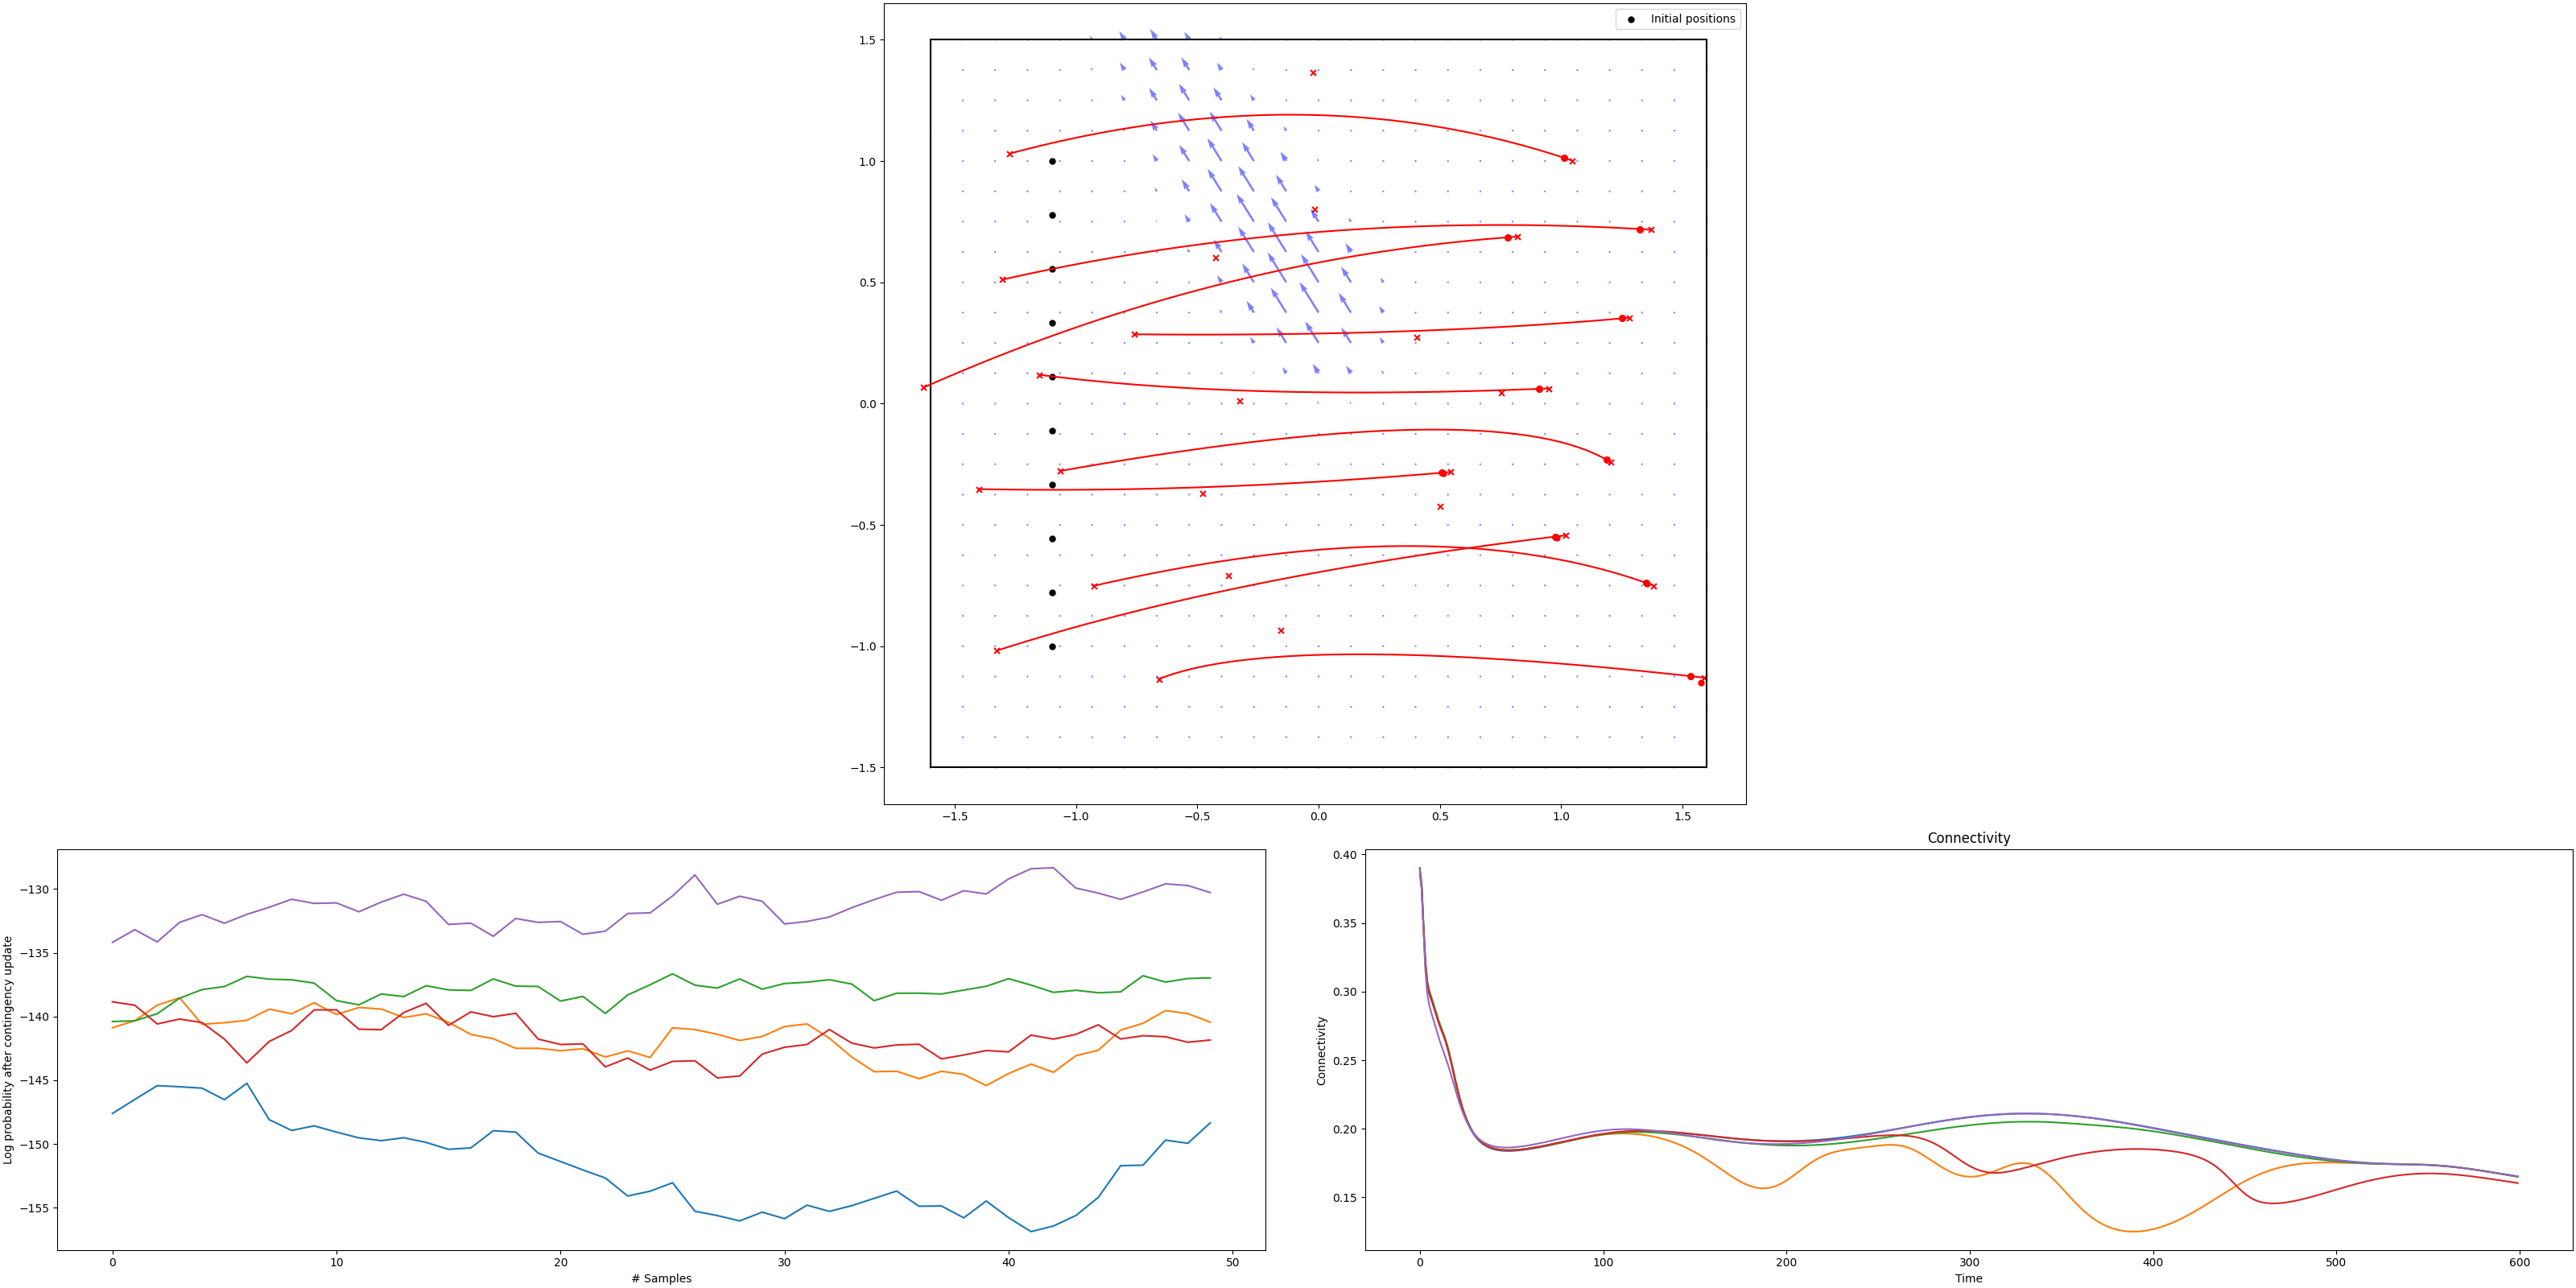 Initial positions
1.5
1.0
0.5
0.0
−0.5
−1.0
−1.5
−1.5 −1.0 −0.5 0.0 0.5 1.0 1.5
Log probability after contingency update
−130
−135
−140
−145
−150
−155
0 10 20 30 40 50
# Samples
Connectivity
Connectivity
0.40
0.35
0.30
0.25
0.20
0.15
0 100 200 300 400 500 600
Time